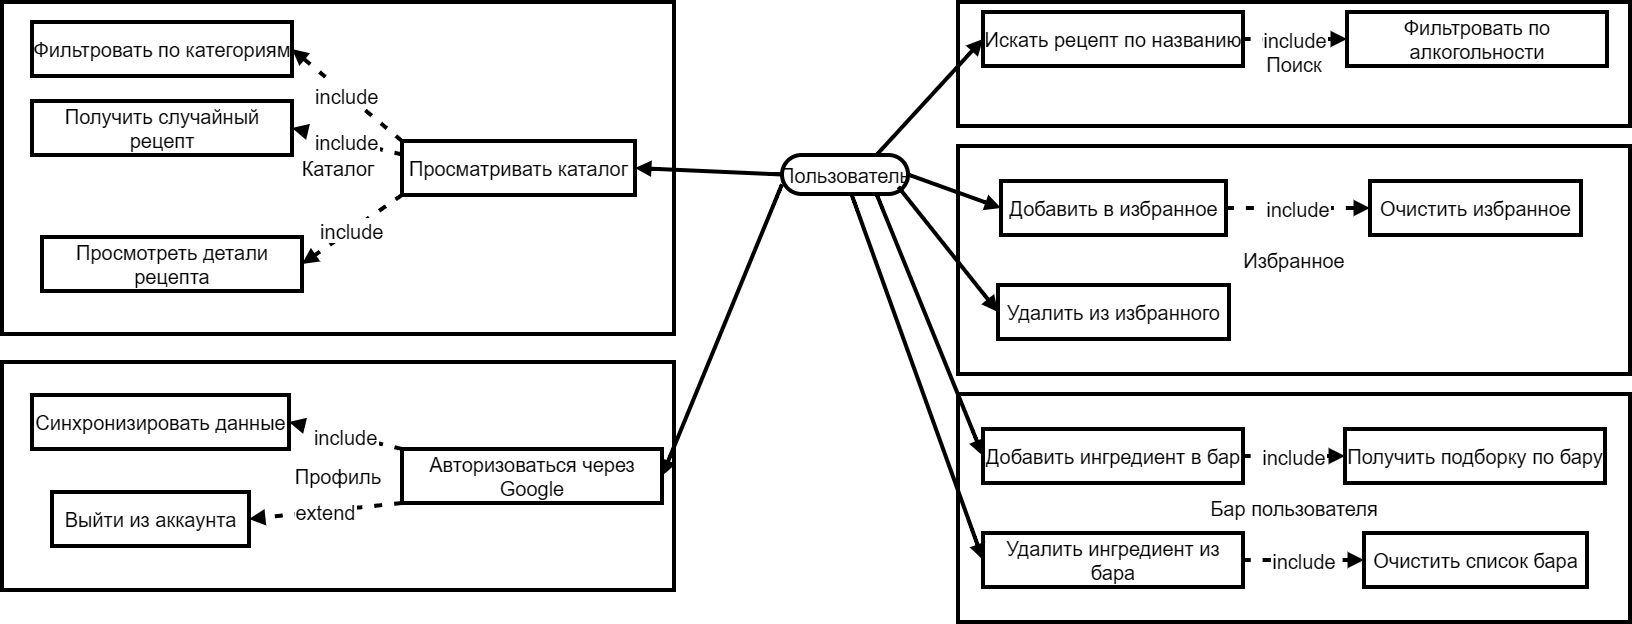 Фильтровать по категориям
include
Получить случайный
рецепт
include
Каталог
Просматривать каталог
include
Просмотреть детали
рецепта
Синхронизировать данные
include
Профиль
Авторизоваться через
Google
extend
Выйти из аккаунта
Пользователь
Искать рецепт по названию
include
Поиск
Фильтровать по
алкогольности
Добавить в избранное
include
Очистить избранное
Избранное
Удалить из избранного
Добавить ингредиент в бар
include
Получить подборку по бару
Бар пользователя
Удалить ингредиент из
бара
include
Очистить список бара